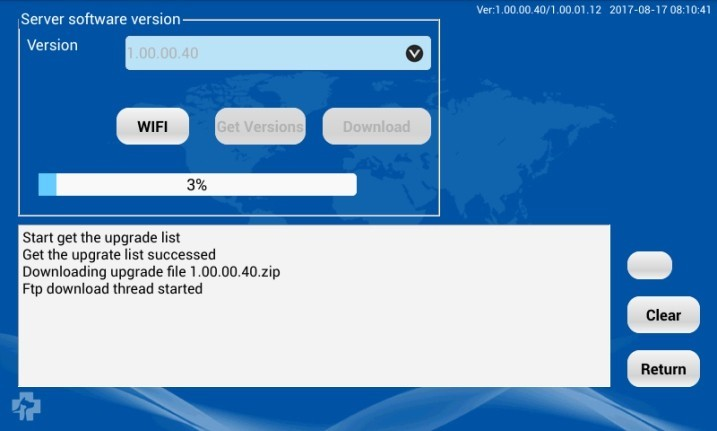 Server software version
Ver:1.00.00.40/1.00.01.12 2017-08-17 08:10:41
Version
1.00.00.40
WIFI
Get Versions
Download
3%
Start get the upgrade list
Get the upgrate list successed
Downloading upgrade file 1.00.00.40.zip
Ftp download thread started
Clear
Return